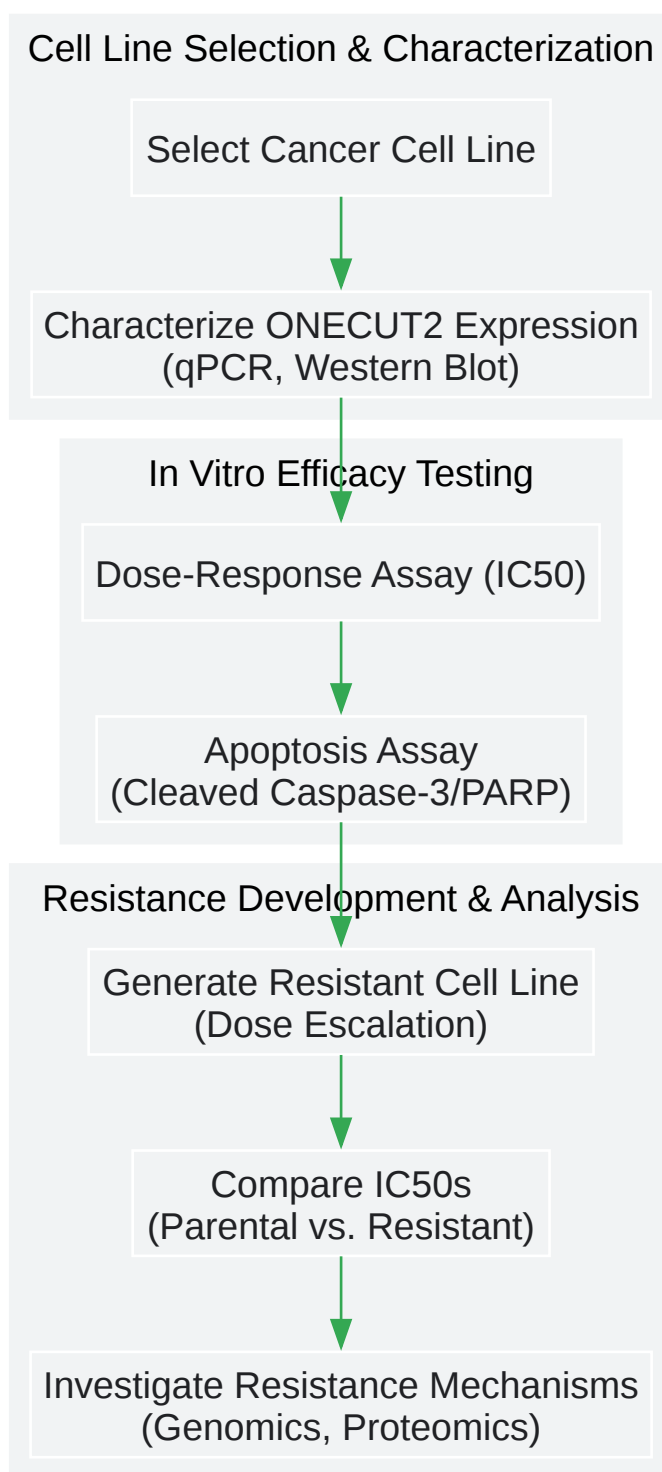 Cell Line Selection & Characterization
Select Cancer Cell Line
Characterize ONECUT2 Expression
(qPCR, Western Blot)
In Vitro Efficacy Testing
Dose-Response Assay (IC50)
Apoptosis Assay
(Cleaved Caspase-3/PARP)
Resistance Development & Analysis
Generate Resistant Cell Line
(Dose Escalation)
Compare IC50s
(Parental vs. Resistant)
Investigate Resistance Mechanisms
(Genomics, Proteomics)